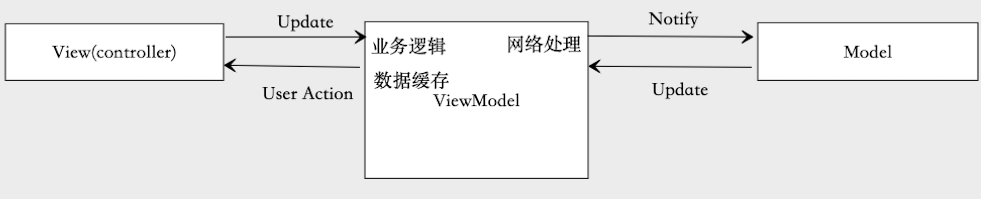 View(controller)
Update
User Action
业务逻辑
网络处理
数据缓存
ViewModel
Notify
Update
Model